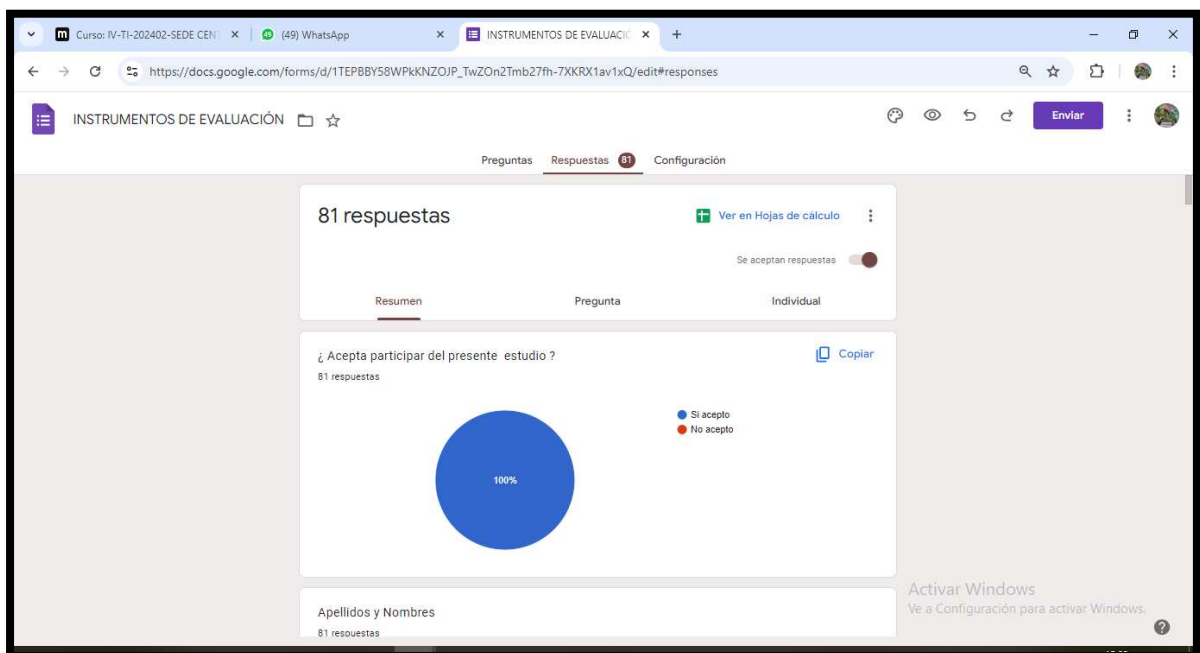 Curso: IV-TI-202402-SEDE CENT
(49) WhatsApp
INSTRUMENTOS DE EVALUACIÓ
https://docs.google.com/forms/d/1TEPBBY58WPkKNZOJP_TwZOn2Tmb27fh-7XKRX1av1xQ/edit#responses
INSTRUMENTOS DE EVALUACIÓN
Enviar
Preguntas Respuestas 81 Configuración
81 respuestas
Ver en Hojas de cálculo
Se aceptan respuestas
Resumen Pregunta Individual
¿ Acepta participar del presente estudio ?
Copiar
81 respuestas
Si acepto
No acepto
100%
Activar Windows
Ve a Configuración para activar Windows.
Apellidos y Nombres
81 respuestas